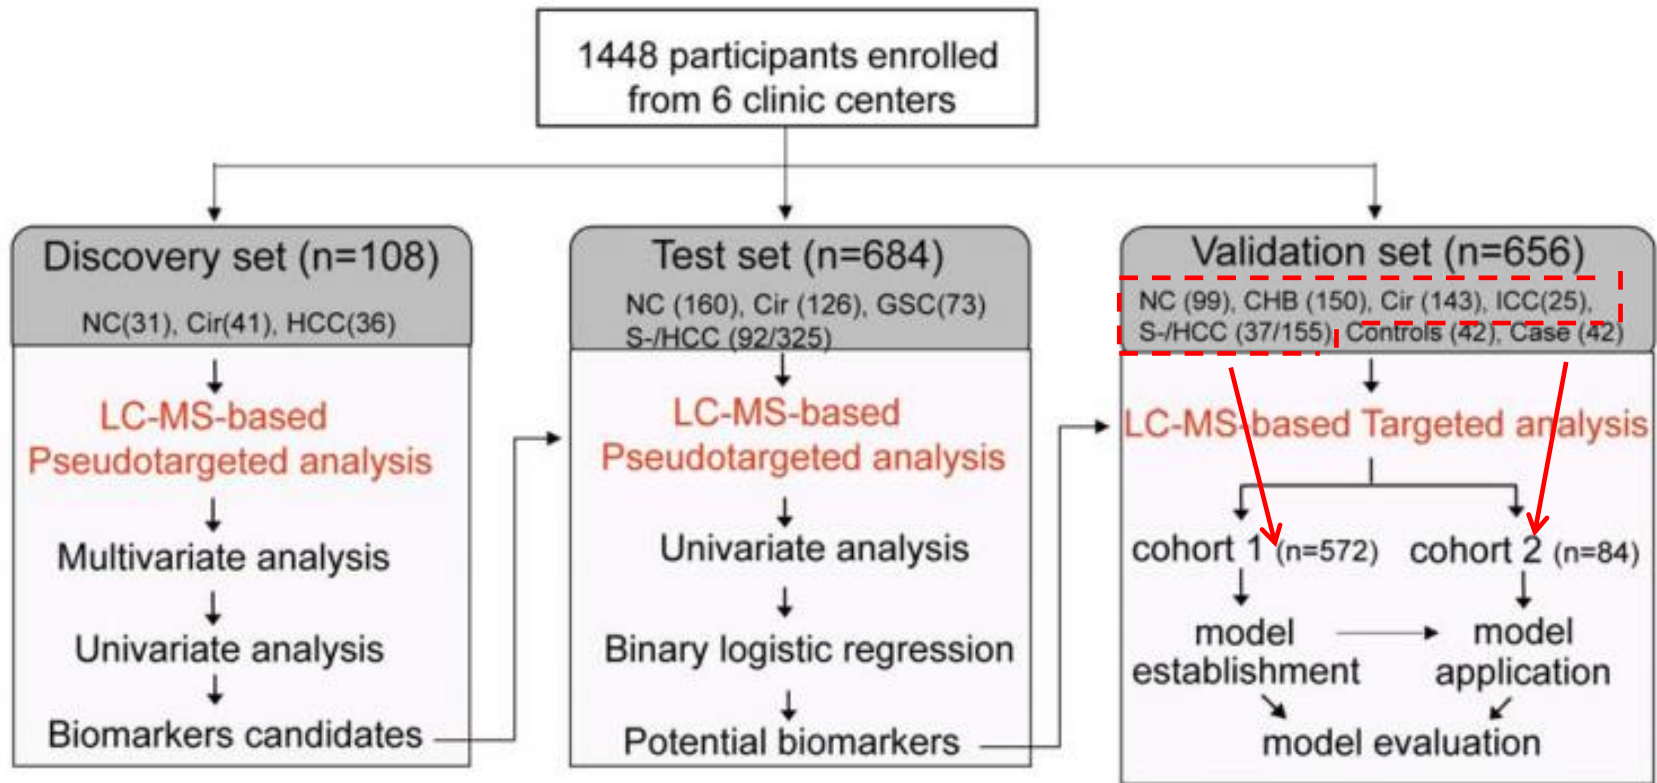 1448 participants enrolled
from 6 clinic centers
Discovery set (n=108)
NC(31), Cir(41), HCC(36)
LC-MS-based
Pseudotargeted analysis
Multivariate analysis
Univariate analysis
Biomarkers candidates
Test set (n=684)
NC (160), Cir (126), GSC(73)
S-/HCC (92/325)
LC-MS-based
Pseudotargeted analysis
Univariate analysis
Binary logistic regression
Potential biomarkers
Validation set (n=656)
NC (99), CHB (150), Cir (143), ICC(25),
S-/HCC (37/155), Controls (42), Case (42)
LC-MS-based Targeted analysis
cohort 1 (n=572)
cohort 2 (n=84)
model
establishment
model
application
model evaluation